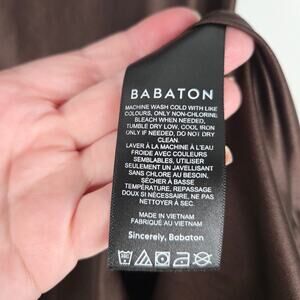 BABATON
MACHINE WASH COLD WITH LIKE
COLOURS, ONLY NON-CHLORINE
BLEACH WHEN NEEDED,
TUMBLE DRY LOW, COOL IRON
ONLY IF NEEDED, DO NOT DRY
CLEAN.
LAVER À LA MACHINE À L'EAU
FROIDE AVEC COULEURS
SEMBLABLES, UTILISER
SEULEMENT UN JAVELLISANT
SANS CHLORE AU BESOIN,
SÉCHER À BASSE
TEMPÉRATURE, REPASSAGE
DOUX SI NÉCESSAIRE, NE PAS
NETTOYER À SEC.
MADE IN VIETNAM
FABRIQUÉ AU VIETNAM
Sincerely, Babaton